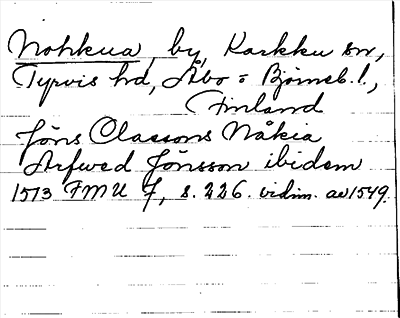 Nohkua, by, Karkku sn,
Tyrvis hd, Åbo = Björneb. l.,
Finland
Jöns Classons Nåkia
Arfwed Jönsson ibidem
1513 FMU 7, s. 226. vidim. av 1549.